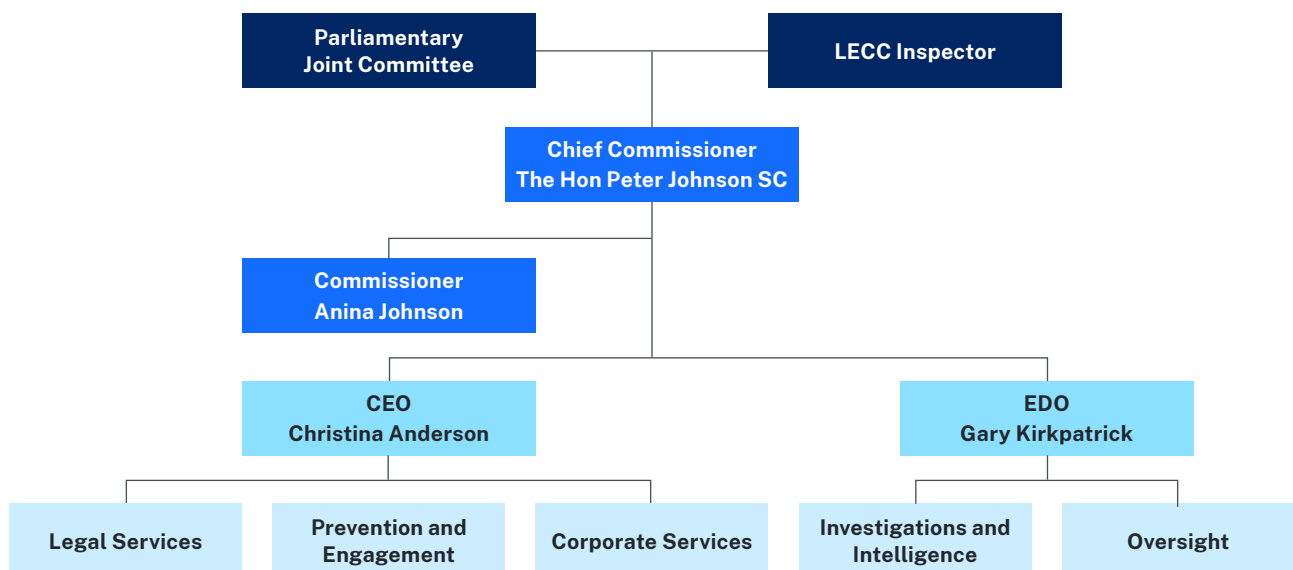 Parliamentary
Joint Committee
LECC Inspector
Chief Commissioner
The Hon Peter Johnson SC
Commissioner
Anina Johnson
CEO
Christina Anderson
EDO
Gary Kirkpatrick
Legal Services
Prevention and
Engagement
Corporate Services
Investigations and
Intelligence
Oversight